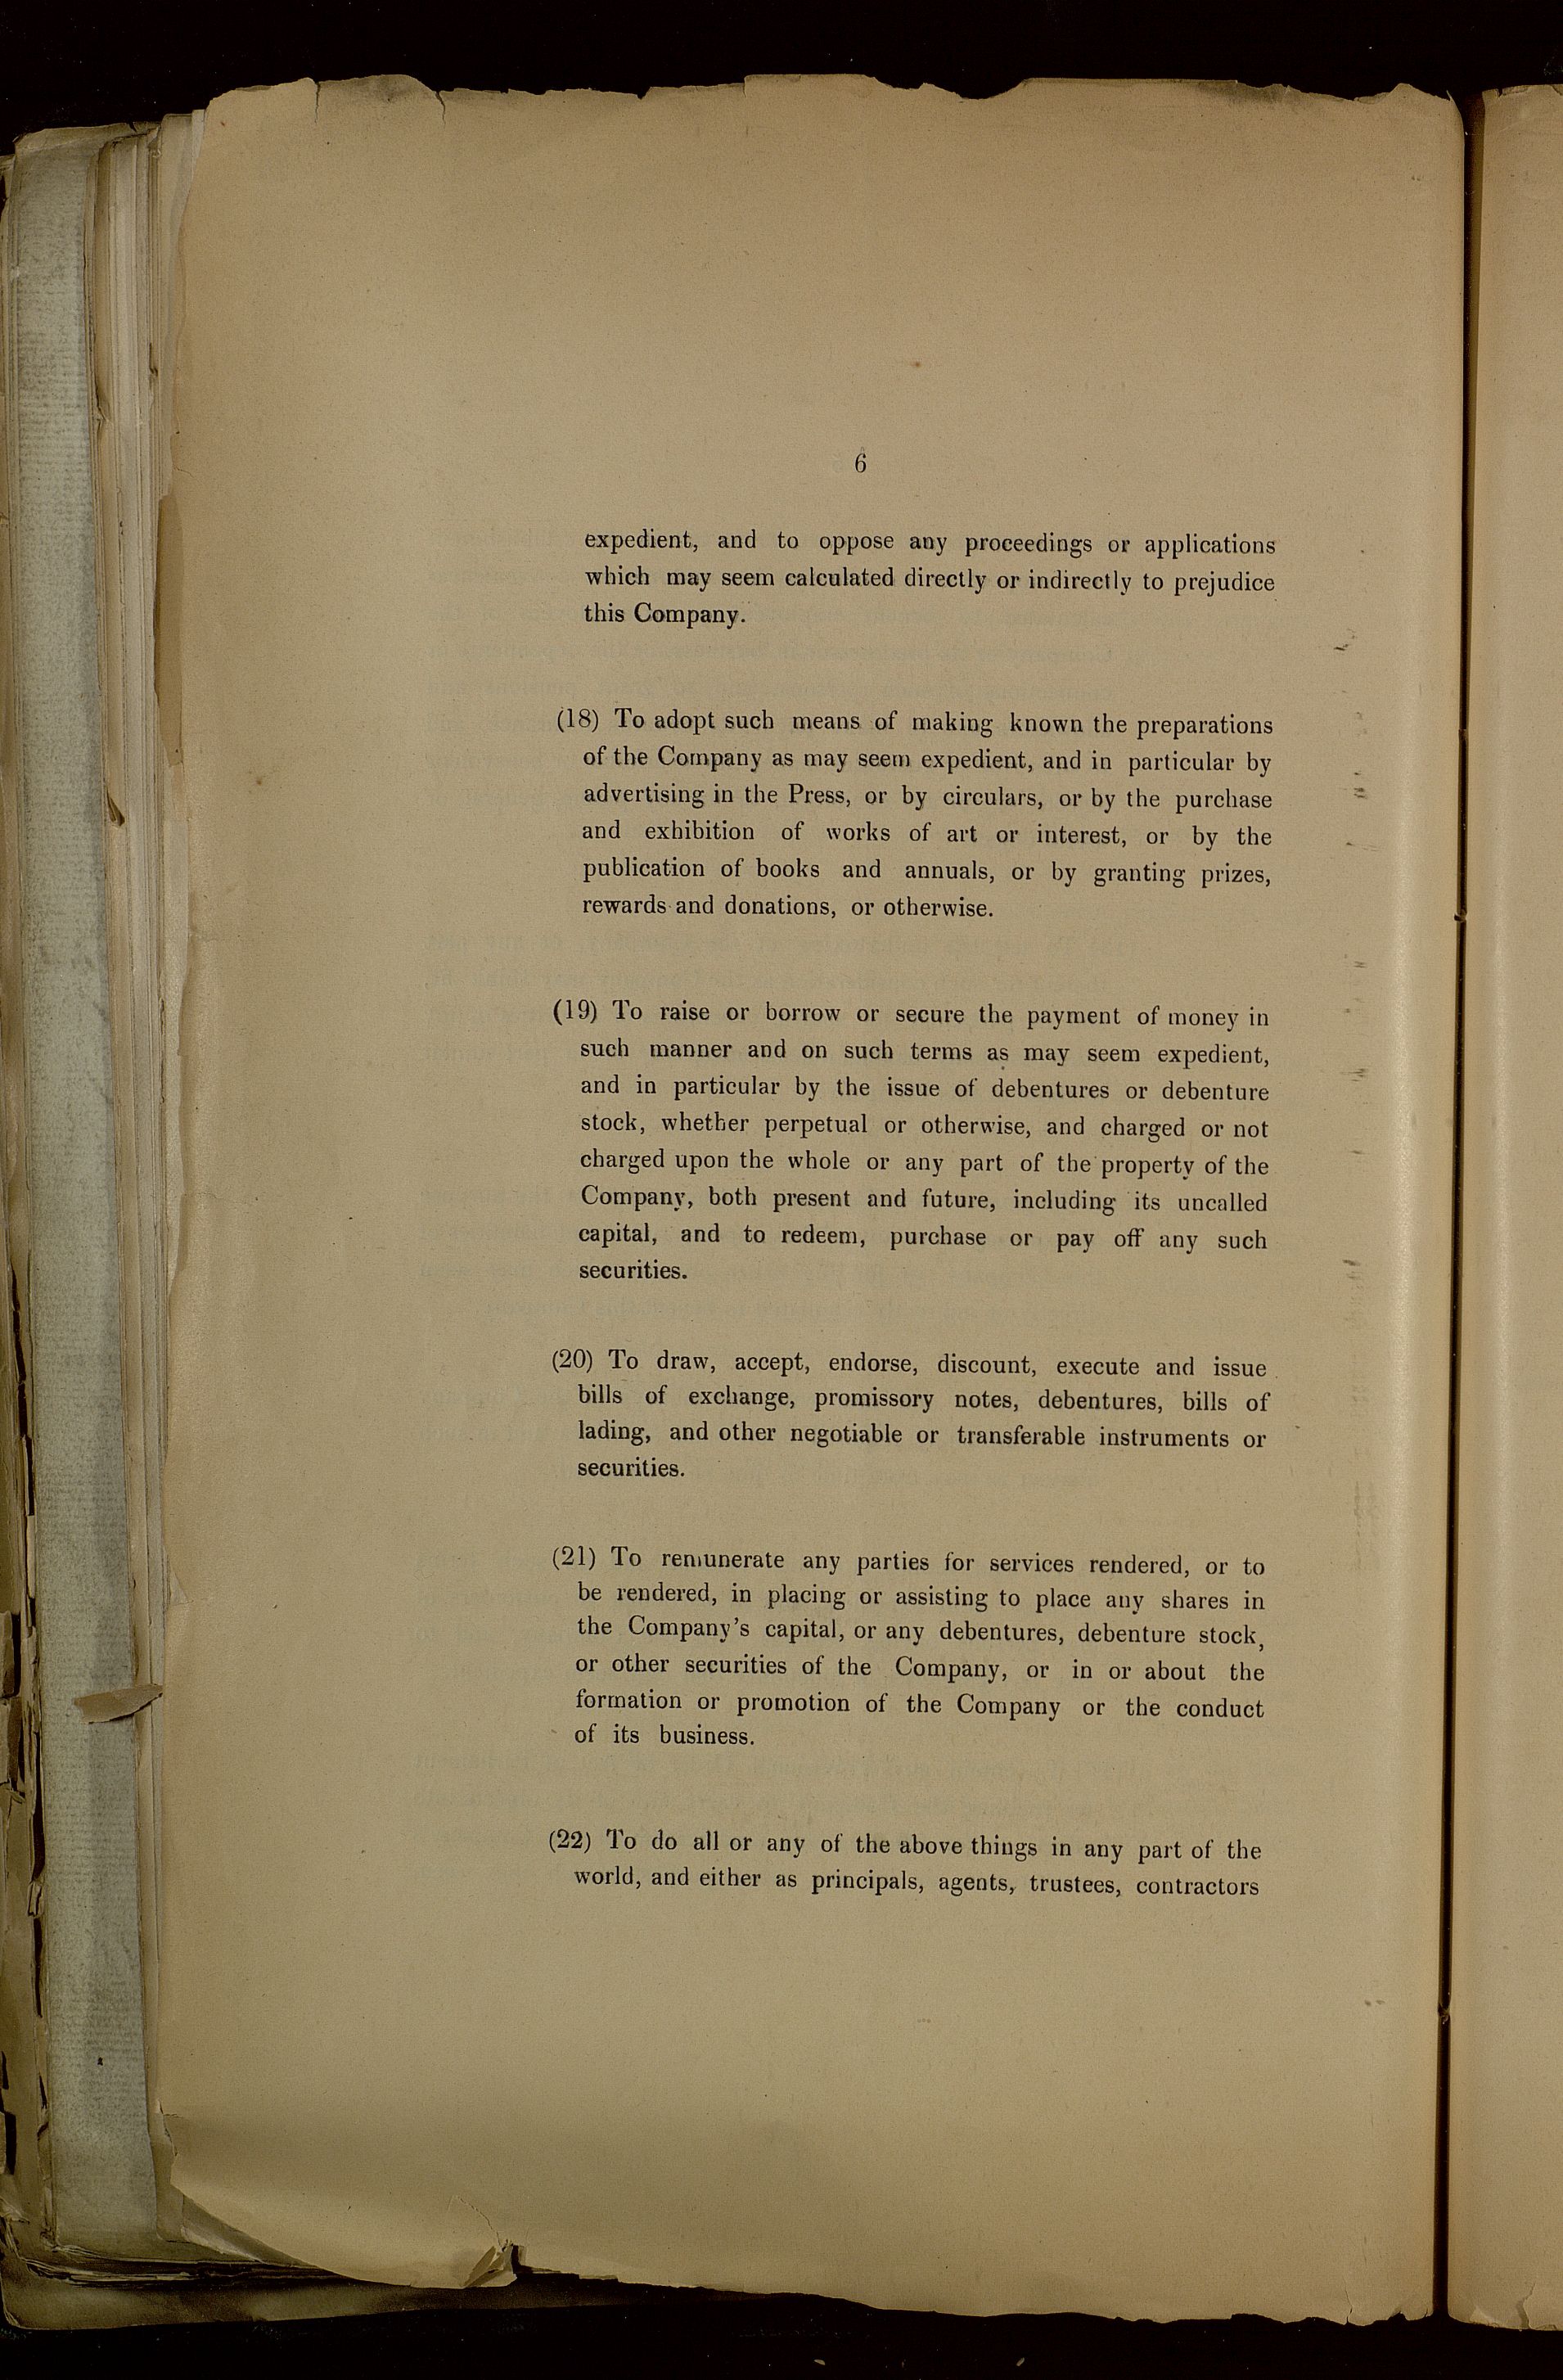 6
expedient, and to oppose any proceedings or applications
which may seem calculated directly or indirectly to prejudice
this Company.
(18) To adopt such means of making known the preparations
of the Company as may seem expedient, and in particular by
advertising in the Press, or by circulars, or by the purchase
and exhibition of works of art or interest, or by the
publication of books and annuals, or by granting prizes,
rewards and donations, or otherwise.
(19) To raise or borrow or secure the payment of money in
such manner and on such terms as may seem expedient,
and in particular by the issue of debentures or debenture
stock, whether perpetual or otherwise, and charged or not
charged upon the whole or any part of the property of the
Company, both present and future, including its uncalled
capital, and to redeem, purchase or pay off any such
securities.
(20) To draw, accept, endorse, discount, execute and issue
bills of exchange, promissory notes, debentures, bills of
lading, and other negotiable or transferable instruments or
securities.
(21) To remunerate any parties for services rendered, or to
be rendered, in placing or assisting to place any shares in
the Company's capital, or any debentures, debenture stock,
or other securities of the Company, or in or about the
formation or promotion of the Company or the conduct
of its business.
(22) To do all or any of the above things in any part of the
world, and either as principals, agents, trustees, contractors